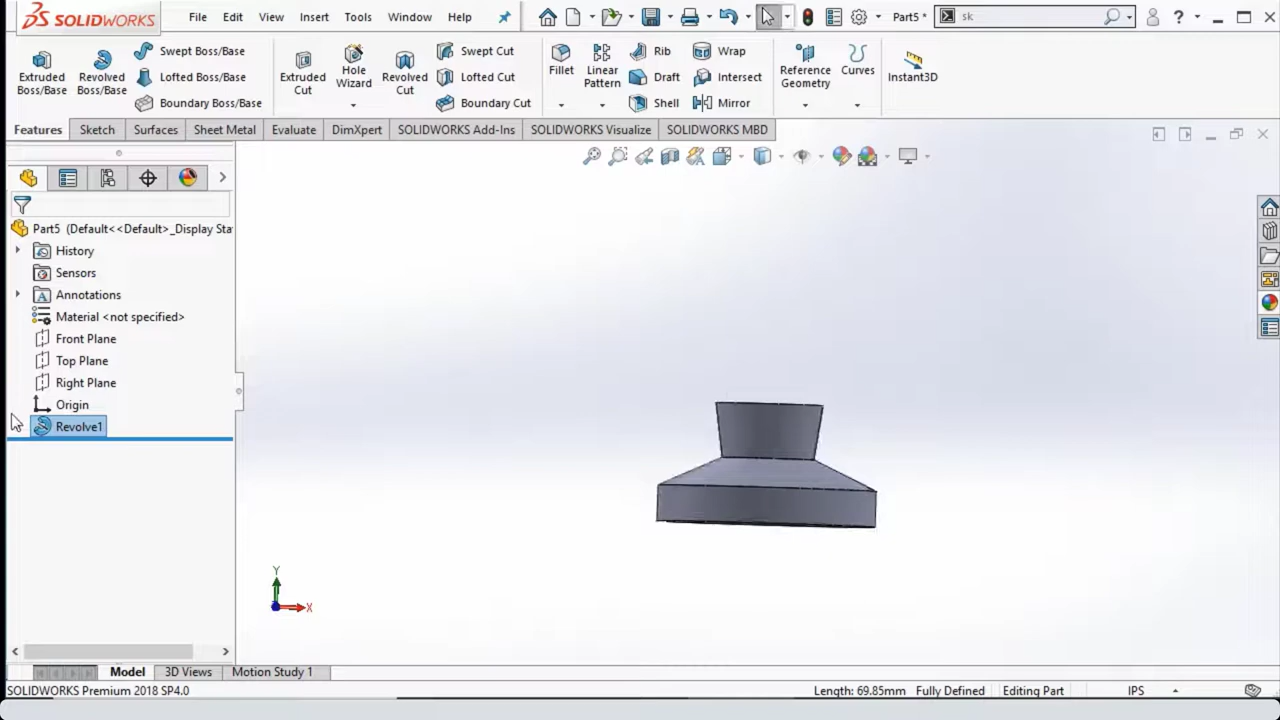 SOLIDWORKS File Edit View Insert Tools Window Help Part5 * sk
Extruded Boss/Base
Revolved Boss/Base
Swept Boss/Base
Lofted Boss/Base
Boundary Boss/Base
Extruded Cut
Hole Wizard
Revolved Cut
Swept Cut
Lofted Cut
Boundary Cut
Fillet
Linear Pattern
Rib
Draft
Shell
Wrap
Intersect
Mirror
Reference Geometry
Curves
Instant3D
Features Sketch Surfaces Sheet Metal Evaluate DimXpert SOLIDWORKS Add-Ins SOLIDWORKS Visualize SOLIDWORKS MBD
Part5 (Default<<Default>_Display Sta
History
Sensors
Annotations
Material <not specified>
Front Plane
Top Plane
Right Plane
Origin
Revolve1
Y
X
Model 3D Views Motion Study 1
SOLIDWORKS Premium 2018 SP4.0 Length: 69.85mm Fully Defined Editing Part IPS